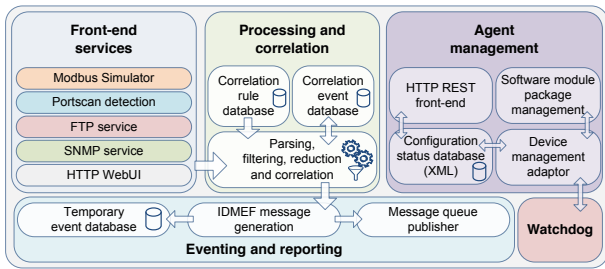 Front-end
services
Modbus Simulator
Portscan detection
FTP service
SNMP service
HTTP WebUI
Processing and
correlation
Correlation
rule
database
Correlation
event
database
Parsing,
filtering, reduction
and correlation
Agent
management
HTTP REST
front-end
Software module
package
management
Configuration
status database
(XML)
Device
management
adaptor
Temporary
event database
IDMEF message
generation
Message queue
publisher
Eventing and reporting
Watchdog